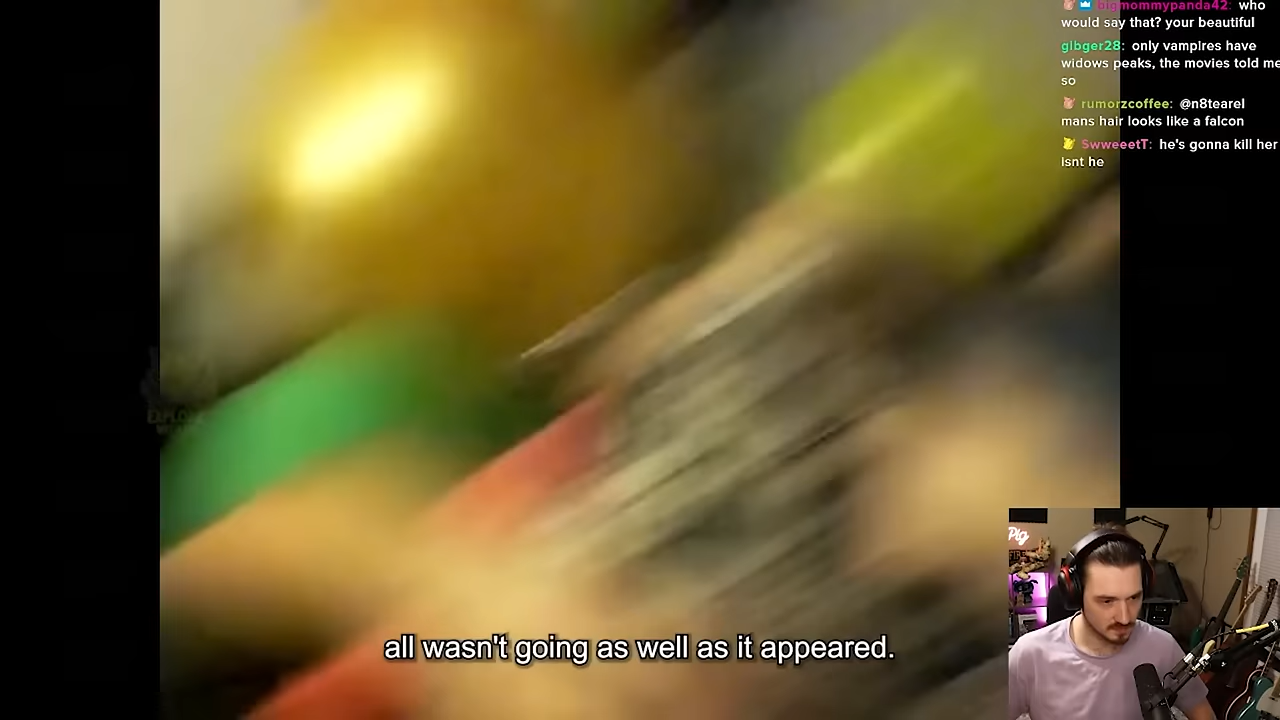 bigmommypanda42: who
would say that? your beautiful
glbger28: only vampires have
widows peaks, the movies told me
so
rumorzcoffee: @n8tearel
mans hair looks like a falcon
SwweeetT: he's gonna kill her
isnt he
Pig
all wasn't going as well as it appeared.